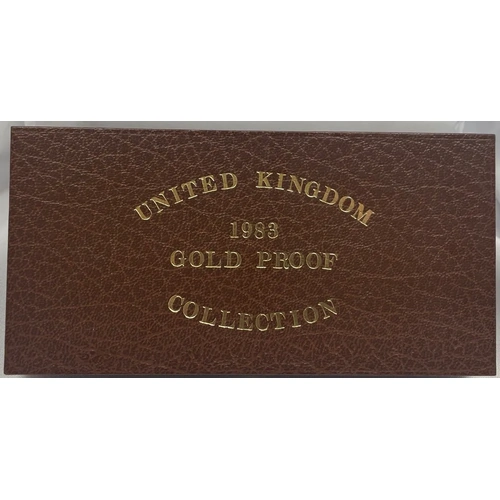 UNITED KINGDOM
1983
GOLD PROOF
COLLECTION